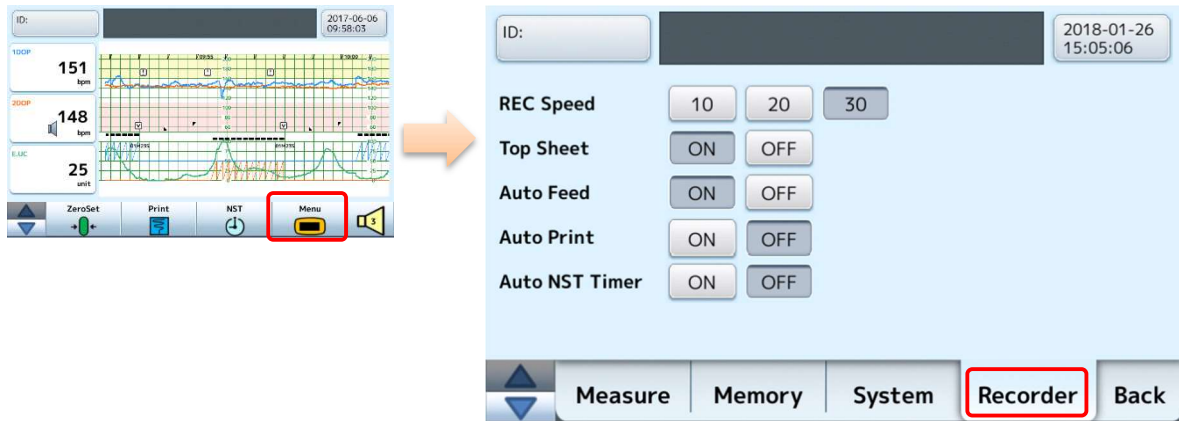 ID:
2017-06-06
09:58:03
1DOP
151
bpm
2DOP
148
bpm
E.UC
25
unit
ZeroSet
Print
NST
Menu
3
ID:
2018-01-26
15:05:06
REC Speed 10 20 30
Top Sheet ON OFF
Auto Feed ON OFF
Auto Print ON OFF
Auto NST Timer ON OFF
Measure Memory System Recorder Back